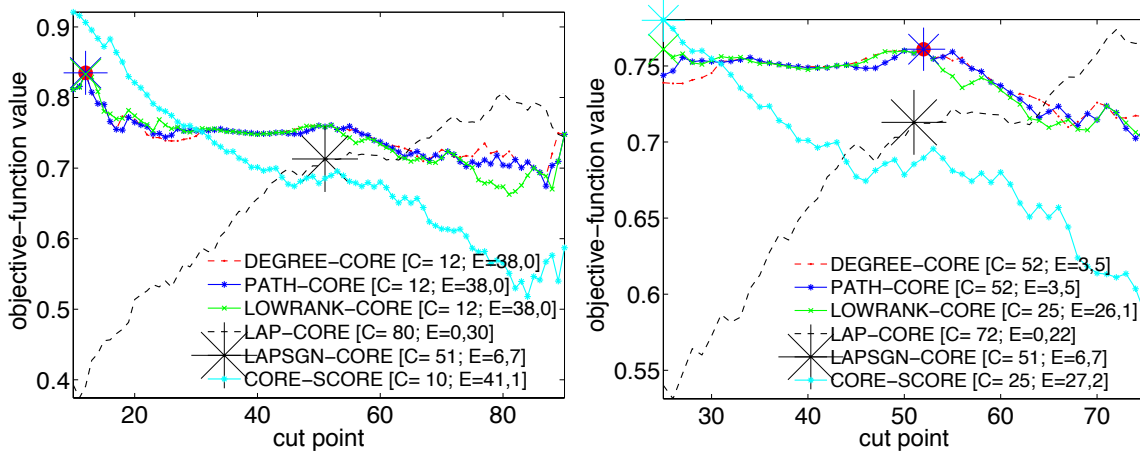 objective−function value
0.9
0.8
0.7
0.6
0.5
0.4
20
40
60
80
cut point
DEGREE−CORE [C= 12; E=38,0]
PATH−CORE [C= 12; E=38,0]
LOWRANK−CORE [C= 12; E=38,0]
LAP−CORE [C= 80; E=0,30]
LAPSGN−CORE [C= 51; E=6,7]
CORE−SCORE [C= 10; E=41,1]
objective−function value
0.75
0.7
0.65
0.6
0.55
30
40
50
60
70
cut point
DEGREE−CORE [C= 52; E=3,5]
PATH−CORE [C= 52; E=3,5]
LOWRANK−CORE [C= 25; E=26,1]
LAP−CORE [C= 72; E=0,22]
LAPSGN−CORE [C= 51; E=6,7]
CORE−SCORE [C= 25; E=27,2]